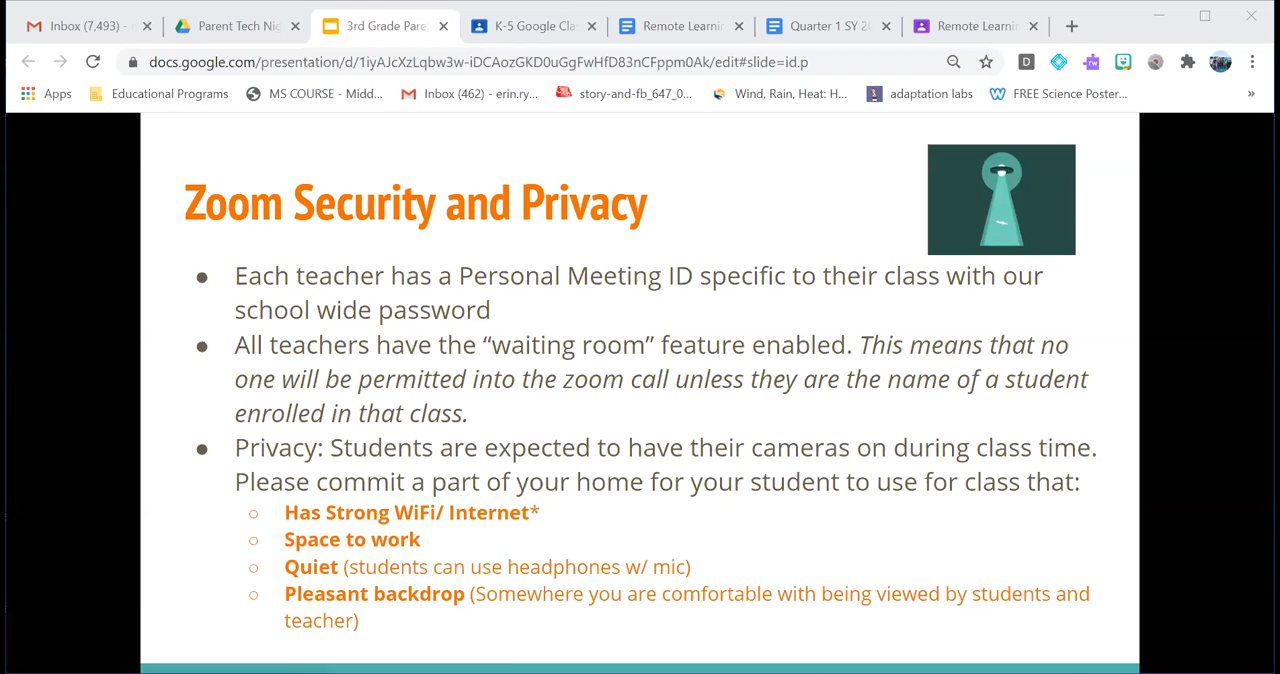 Inbox (7,493) -
Parent Tech Nig
3rd Grade Pare
K-5 Google Cla
Remote Learnin
Quarter 1 SY 20
Remote Learnin
docs.google.com/presentation/d/1iyAJcXzLqbw3w-iDCAozGKD0uGgFwHfD83nCFppm0Ak/edit#slide=id.p
D
rw
Apps
Educational Programs
MS COURSE - Midd...
Inbox (462) - erin.ry...
story-and-fb_647_0...
Wind, Rain, Heat: H...
adaptation labs
FREE Science Poster...
Zoom Security and Privacy
● Each teacher has a Personal Meeting ID specific to their class with our
school wide password
● All teachers have the “waiting room” feature enabled. This means that no
one will be permitted into the zoom call unless they are the name of a student
enrolled in that class.
● Privacy: Students are expected to have their cameras on during class time.
Please commit a part of your home for your student to use for class that:
○ Has Strong WiFi/ Internet*
○ Space to work
○ Quiet (students can use headphones w/ mic)
○ Pleasant backdrop (Somewhere you are comfortable with being viewed by students and
teacher)